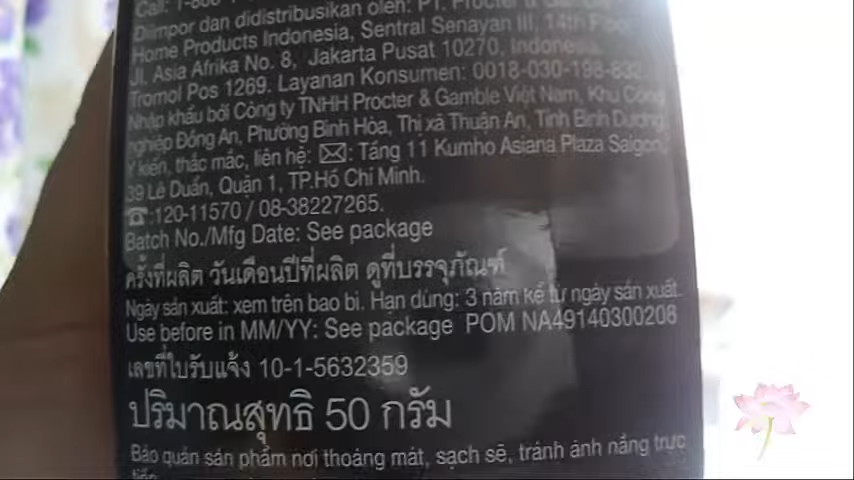 Call: 1-800
Diimpor dan didistribusikan oleh: PT. Procter &
Home Products Indonesia, Sentral Senayan III, 14th Floor
Jl. Asia Afrika No. 8, Jakarta Pusat 10270, Indonesia
Tromol Pos 1269. Layanan Konsumen: 0018-030-198-832
Nhập khẩu bởi Công ty TNHH Procter & Gamble Việt Nam, Khu Công
nghiệp Đồng An, Phường Bình Hòa, Thị xã Thuận An, Tỉnh Bình Dương.
Ý kiến, thắc mắc, liên hệ: ✉: Tầng 11 Kumho Asiana Plaza Saigon,
39 Lê Duẩn, Quận 1, TP.Hồ Chí Minh.
☎:120-11570 / 08-38227265.
Batch No./Mfg Date: See package
ครั้งที่ผลิต วันเดือนปีที่ผลิต ดูที่บรรจุภัณฑ์
Ngày sản xuất: xem trên bao bì. Hạn dùng: 3 năm kể từ ngày sản xuất.
Use before in MM/YY: See package POM NA49140300206
เลขที่ใบรับแจ้ง 10-1-5632359
ปริมาณสุทธิ 50 กรัม
Bảo quản sản phẩm nơi thoáng mát, sạch sẽ, tránh ánh nắng trực
tiếp